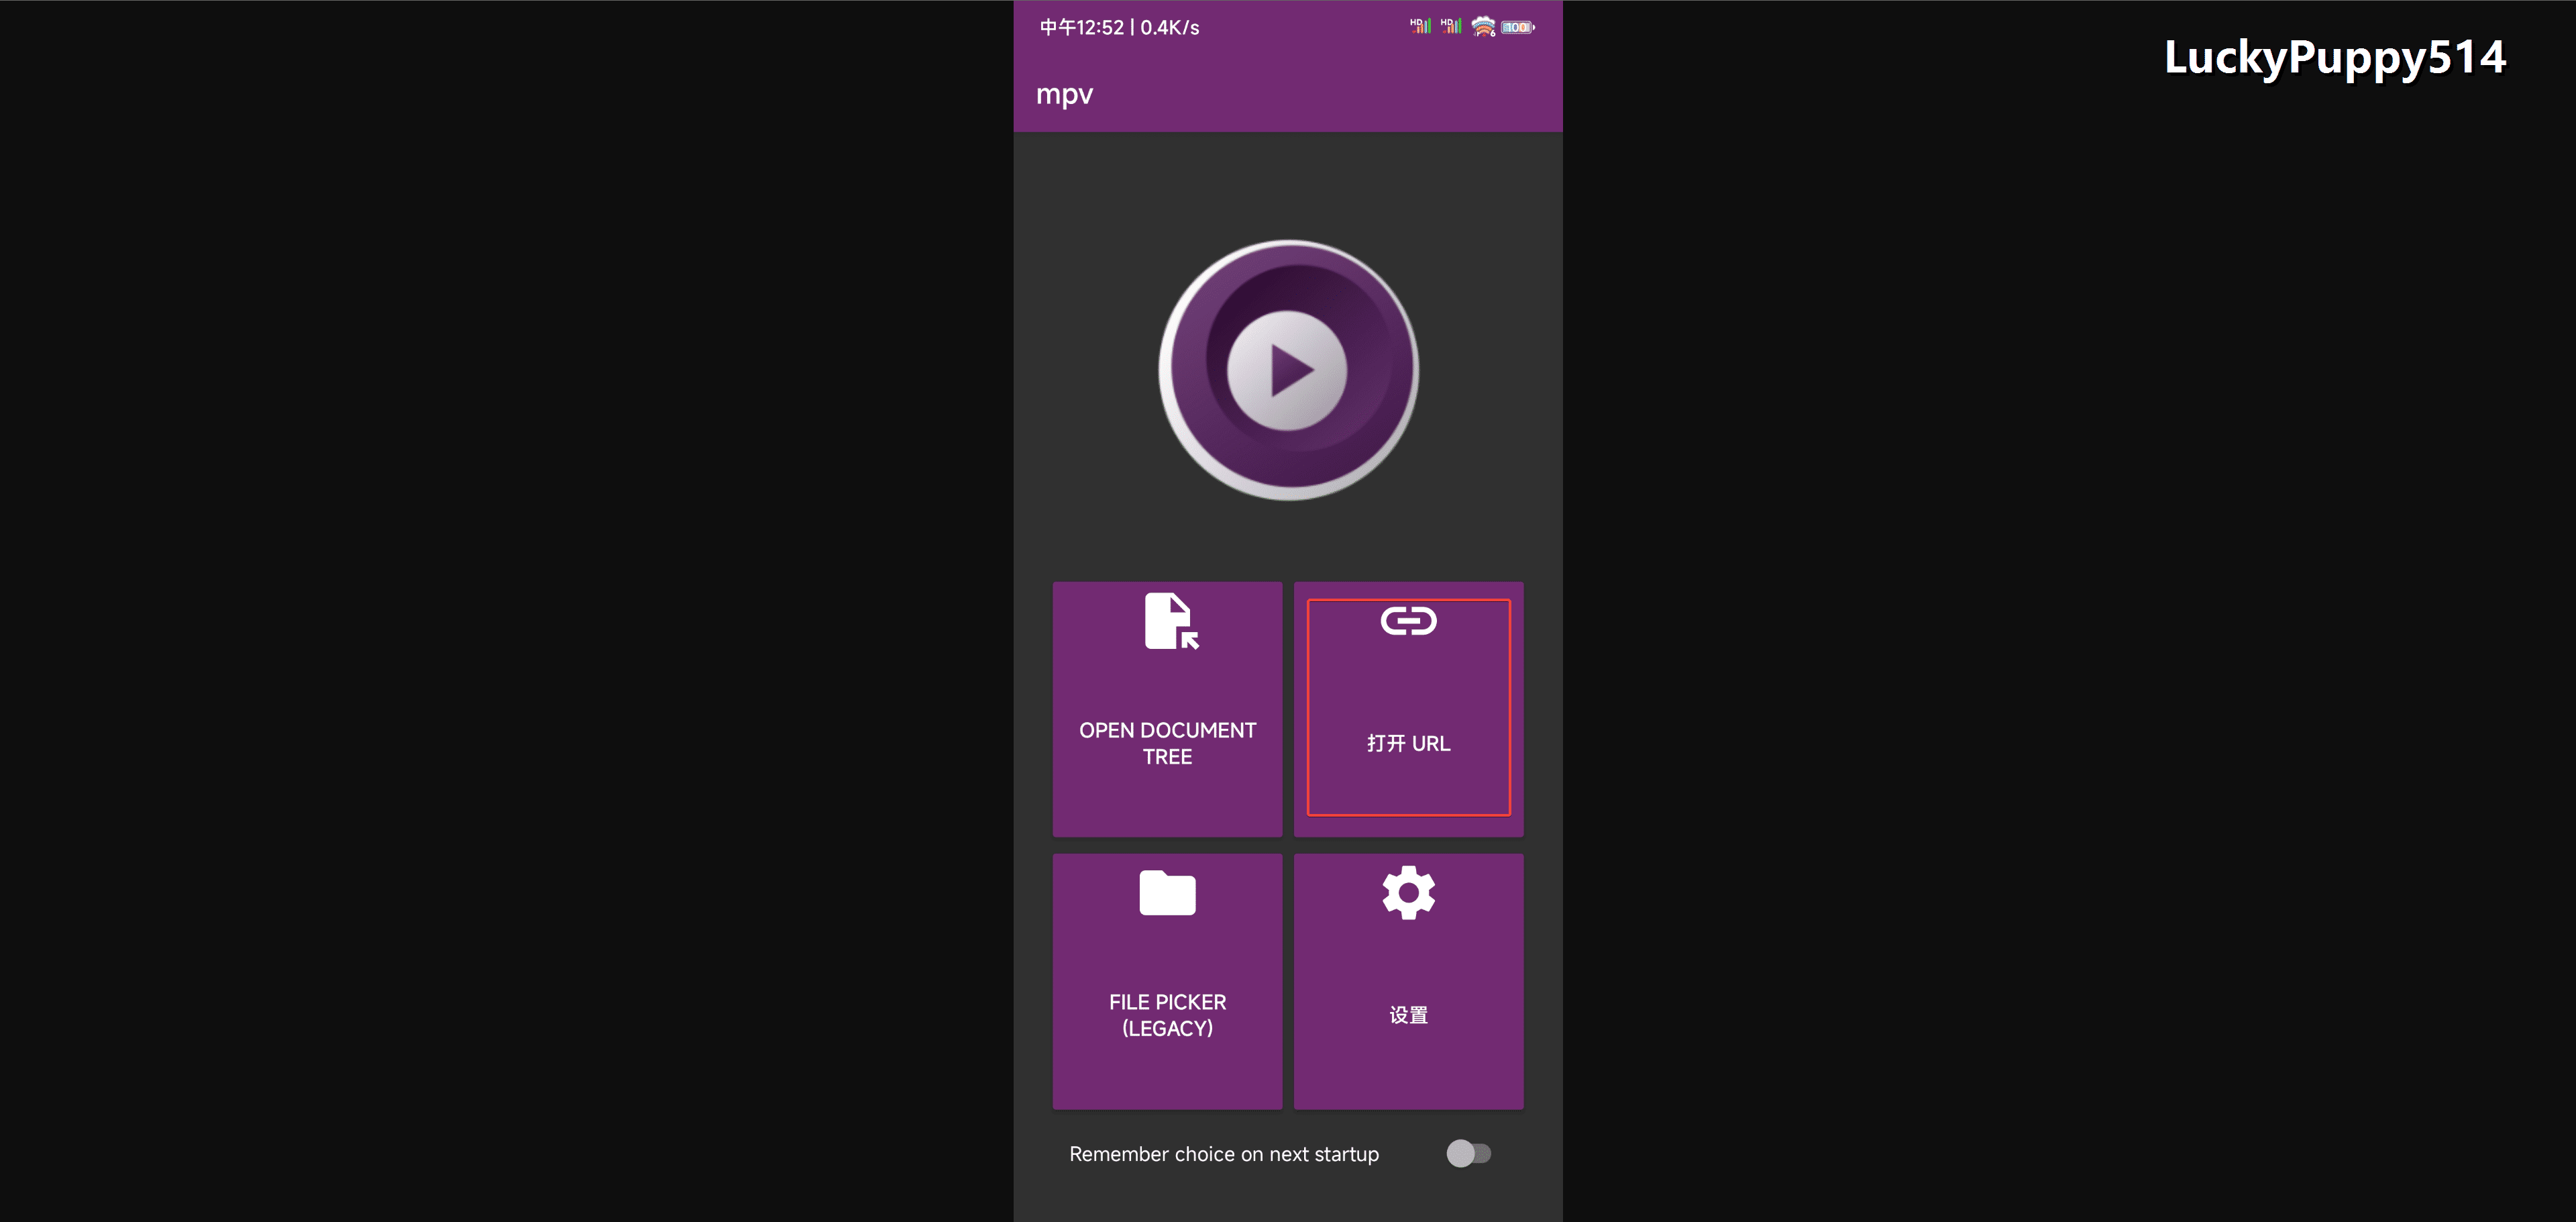 中午12:52 | 0.4K/s
HD HD 6 100
LuckyPuppy514
mpv
OPEN DOCUMENT
TREE
打开 URL
FILE PICKER
(LEGACY)
设置
Remember choice on next startup